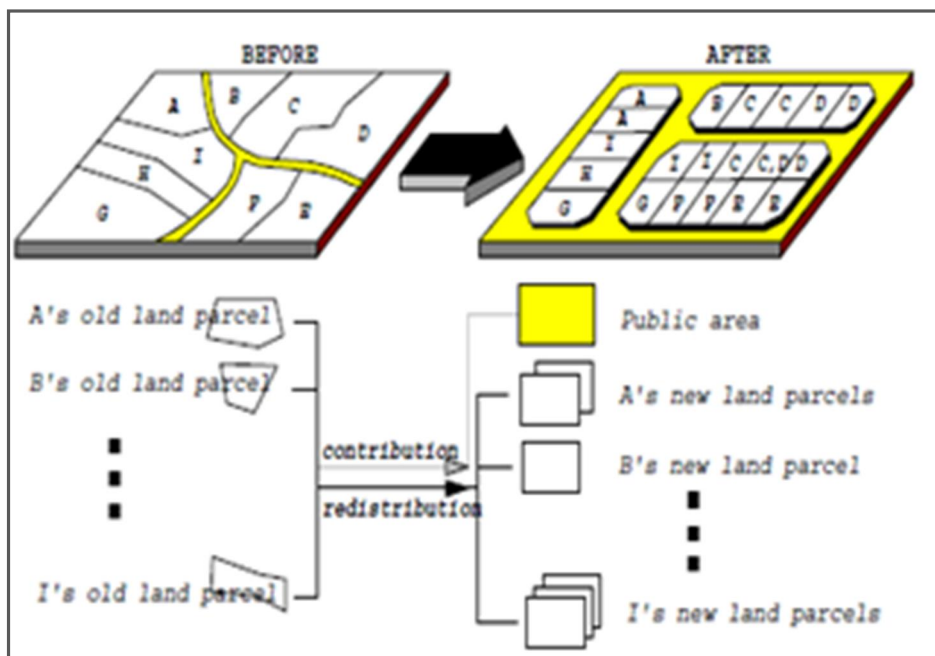 BEFORE
AFTER
A
B
C
D
H
I
G
F
E
A
A
I
H
G
B C C D D
I I C C,D D
G F F E E
A's old land parcel
B's old land parcel
I's old land parcel
contribution
redistribution
Public area
A's new land parcels
B's new land parcel
I's new land parcels